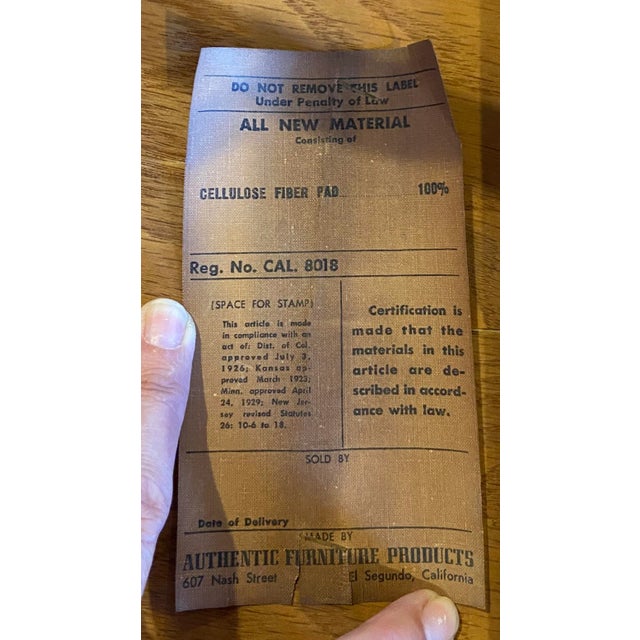 DO NOT REMOVE THIS LABEL
Under Penalty of Law
ALL NEW MATERIAL
Consisting of
CELLULOSE FIBER PAD 100%
Reg. No. CAL. 8018
(SPACE FOR STAMP)
This article is made
in compliance with an
act of: Dist. of Col.
approved July 3,
1926; Kansas ap-
proved March 1923;
Minn. approved April
24, 1929; New Jer-
sey revised Statutes
26: 10-6 to 18.
Certification is
made that the
materials in this
article are de-
scribed in accord-
ance with law.
SOLD BY
Date of Delivery
MADE BY
AUTHENTIC FURNITURE PRODUCTS
607 Nash Street El Segundo, California